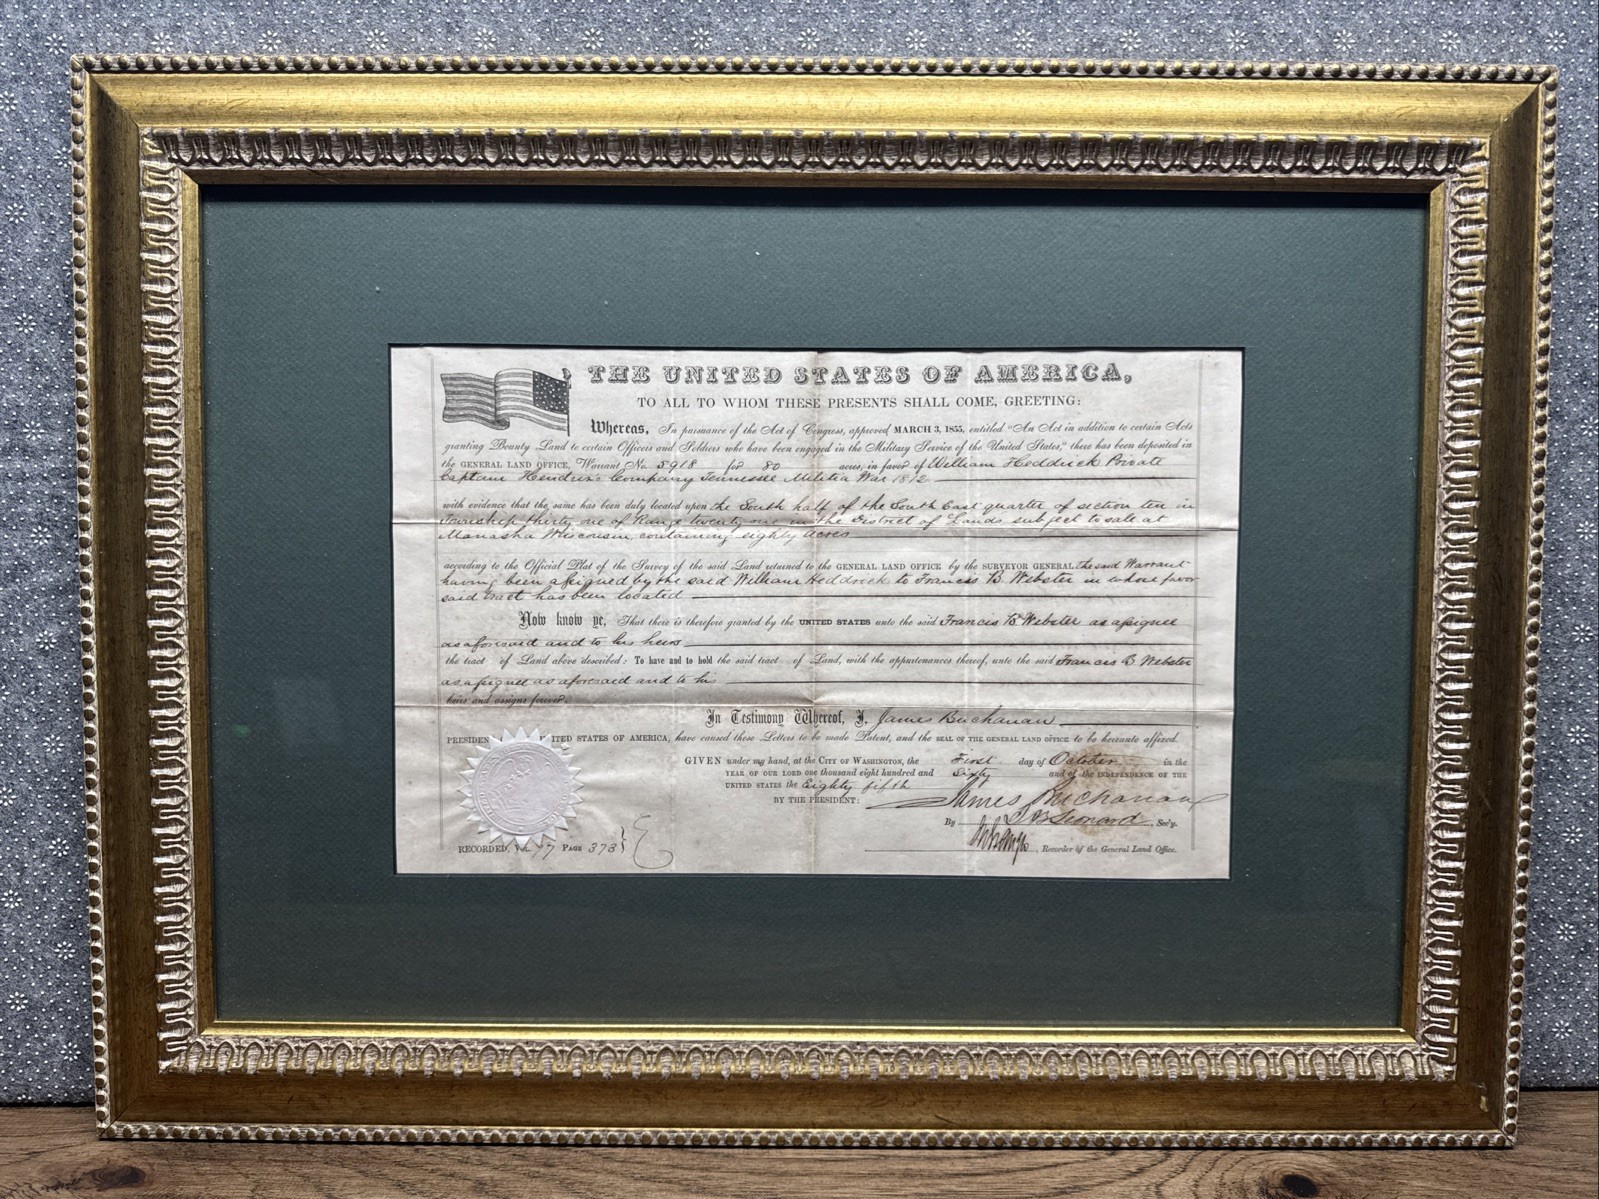 THE UNITED STATES OF AMERICA,
TO ALL TO WHOM THESE PRESENTS SHALL COME, GREETING:
Whereas, In pursuance of the Act of Congress, approved MARCH 3, 1855, entitled "An Act in addition to certain Acts
granting Bounty Land to certain Officers and Soldiers who have been engaged in the Military Service of the United States," there has been deposited in
the GENERAL LAND OFFICE, Warrant No. 5918 for 80 acres, in favor of William Heddrick Private
Captain Hendrix's Company Tennessee Militia War 1812
with evidence that the same has been duly located upon the South half of the South East quarter of section ten in
Township thirty one of Range twenty one in the District of Lands subject to sale at
Manasha Wisconsin, containing eighty acres
according to the Official Plat of the Survey of the said Land returned to the GENERAL LAND OFFICE by the SURVEYOR GENERAL the said Warrant
having been assigned by the said William Heddrick to Francis B. Webster in whose favor
said tract has been located
Now know ye, That there is therefore granted by the UNITED STATES unto the said Francis B. Webster as assignee
as aforesaid and to his heirs
the tract of Land above described: To have and to hold the said tract of Land, with the appurtenances thereof, unto the said Francis B Webster
as assignee as aforesaid and to his
heirs and assigns forever.
In Testimony Whereof, I, James Buchanan
PRESIDENT UNITED STATES OF AMERICA, have caused these Letters to be made Patent, and the SEAL OF THE GENERAL LAND OFFICE to be hereunto affixed.
GIVEN under my hand, at the CITY OF WASHINGTON, the First day of October in the
YEAR OF OUR LORD one thousand eight hundred and Sixty and of the INDEPENDENCE OF THE
UNITED STATES the Eighty fifth
BY THE PRESIDENT: James Buchanan
By Leonard, Sec'y.
RECORDED, Vol. 77 PAGE 373
, Recorder of the General Land Office.